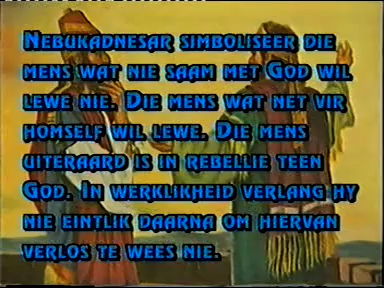 Nebukadnesar simboliseer die
mens wat nie saam met God wil
lewe nie. Die mens wat net vir
homself wil lewe. Die mens
uiteraard is in rebellie teen
God. In werklikheid verlang hy
nie eintlik daarna om hiervan
verlos te wees nie.